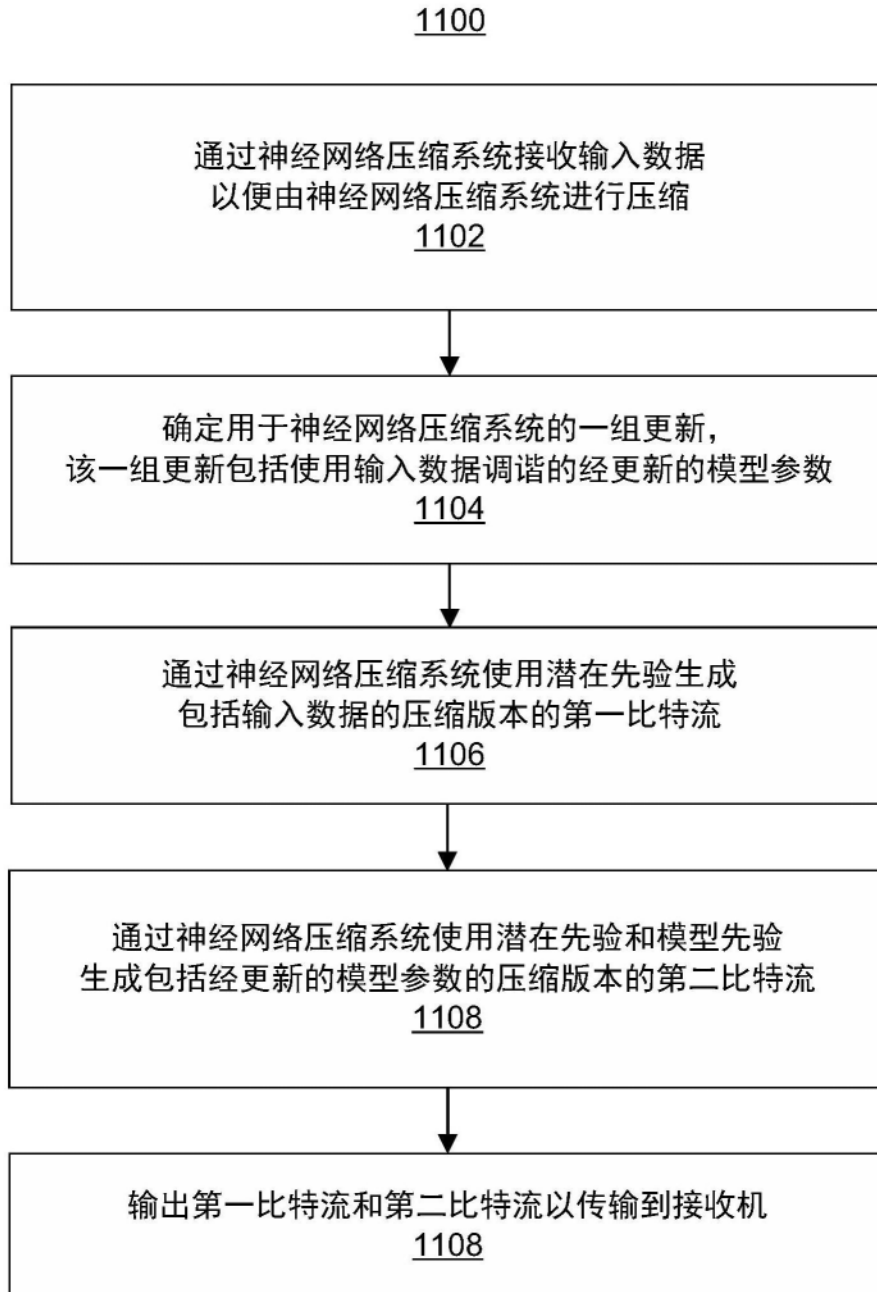 1100
通过神经网络压缩系统接收输入数据
以便由神经网络压缩系统进行压缩
1102
确定用于神经网络压缩系统的一组更新，
该一组更新包括使用输入数据调谐的经更新的模型参数
1104
通过神经网络压缩系统使用潜在先验生成
包括输入数据的压缩版本的第一比特流
1106
通过神经网络压缩系统使用潜在先验和模型先验
生成包括经更新的模型参数的压缩版本的第二比特流
1108
输出第一比特流和第二比特流以传输到接收机
1108